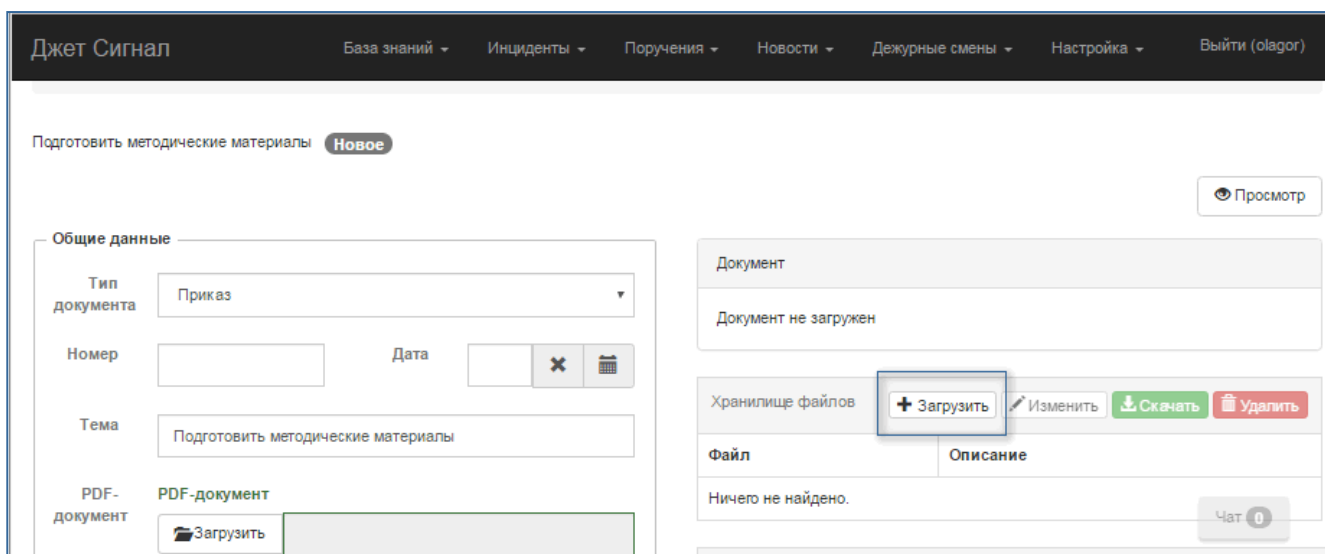 Джет Сигнал База знаний Инциденты Поручения Новости Дежурные смены Настройка Выйти (olagor)
Подготовить методические материалы Новое
Просмотр
Общие данные
Тип документа
Приказ
Номер
Дата
Тема
Подготовить методические материалы
PDF-
документ
PDF-документ
Загрузить
Документ
Документ не загружен
Хранилище файлов Загрузить Изменить Скачать Удалить
Файл Описание
Ничего не найдено.
Чат 0